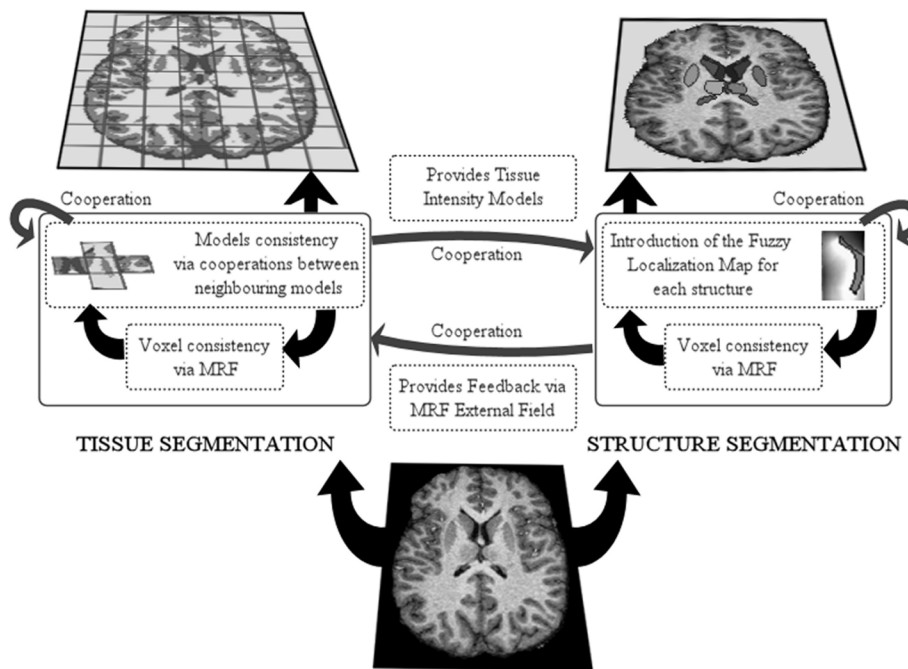 Provides Tissue
Intensity Models
Cooperation
Models consistency
via cooperations between
neighbouring models
Voxel consistency
via MRF
Cooperation
Cooperation
Provides Feedback via
MRF External Field
Cooperation
Introduction of the Fuzzy
Localization Map for
each structure
Voxel consistency
via MRF
TISSUE SEGMENTATION
STRUCTURE SEGMENTATION